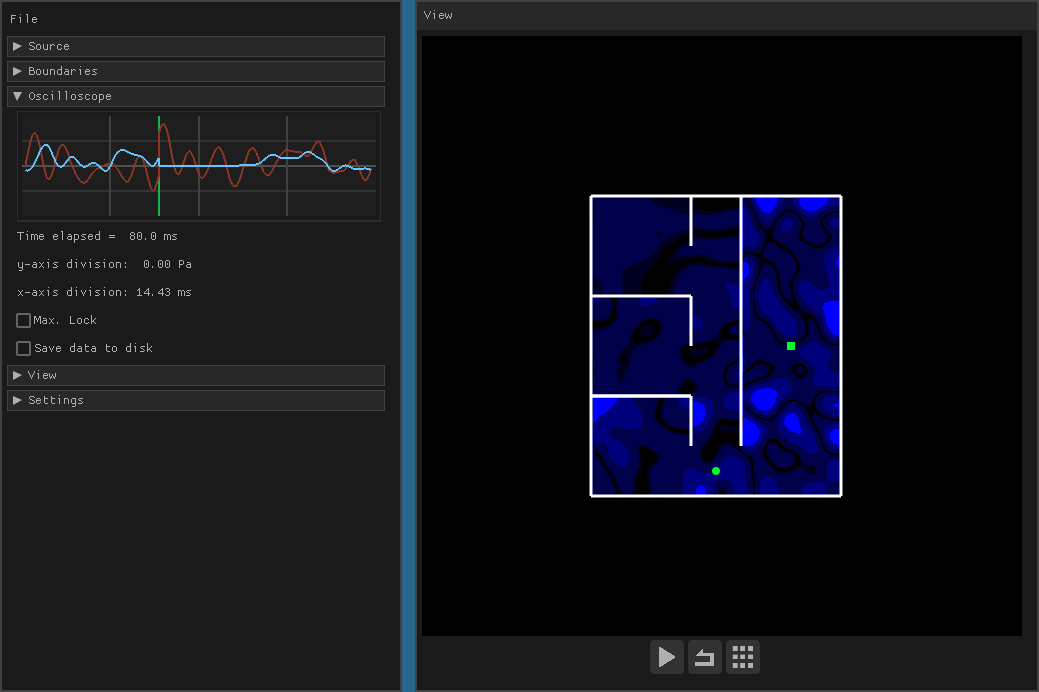 File
Source
Boundaries
Oscilloscope
Time elapsed =  80.0 ms
y-axis division:  0.00 Pa
x-axis division: 14.43 ms
Max. Lock
Save data to disk
View
Settings
View